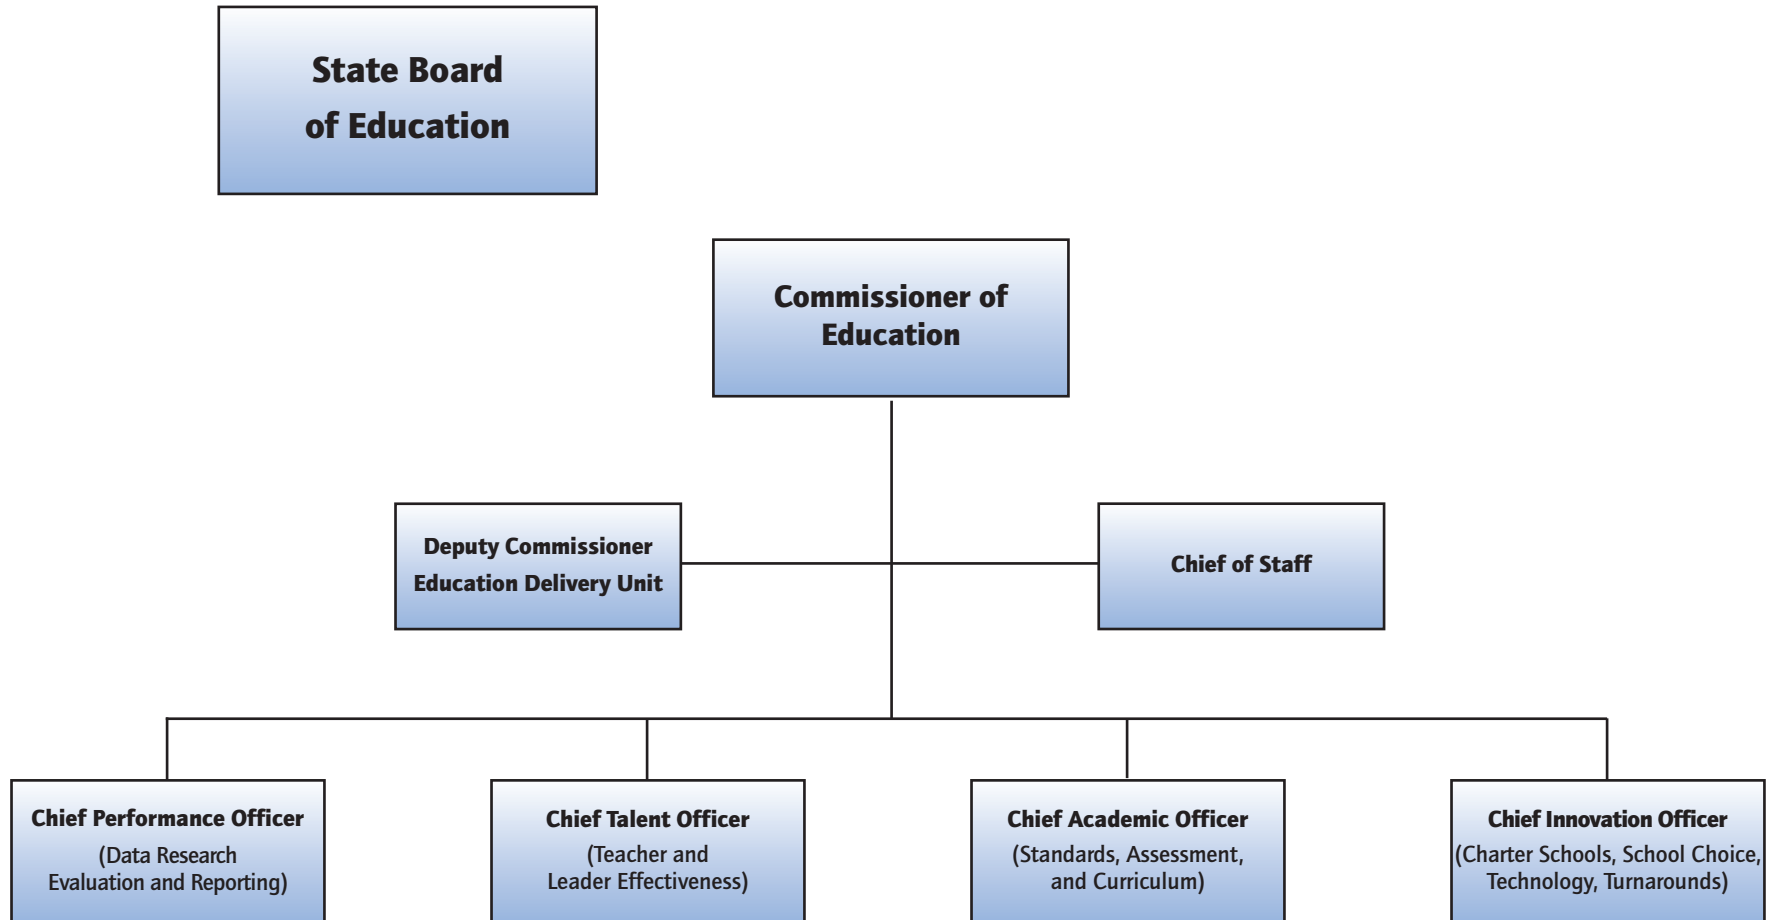 State Board
of Education
Commissioner of
Education
Deputy Commissioner
Education Delivery Unit
Chief of Staff
Chief Performance Officer
(Data Research
Evaluation and Reporting)
Chief Talent Officer
(Teacher and
Leader Effectiveness)
Chief Academic Officer
(Standards, Assessment,
and Curriculum)
Chief Innovation Officer
(Charter Schools, School Choice,
Technology, Turnarounds)